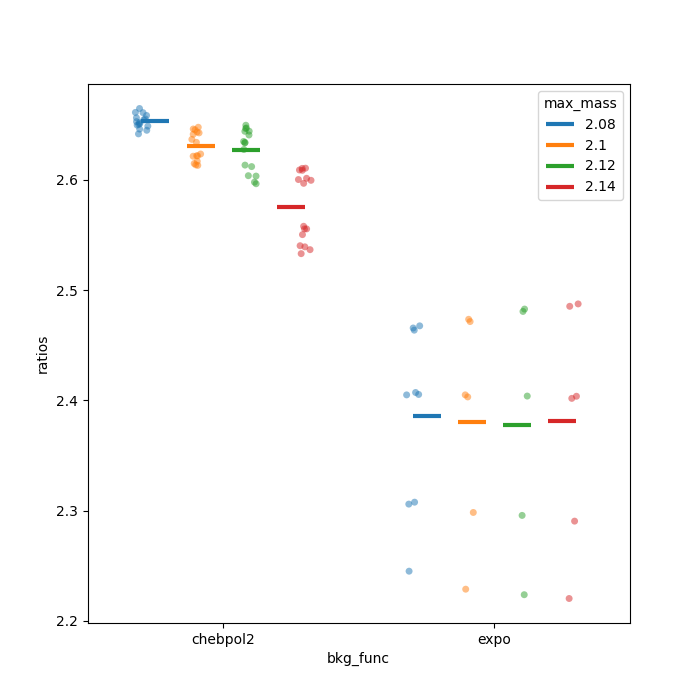 max_mass
2.08
2.1
2.12
2.14
ratios
2.6
2.5
2.4
2.3
2.2
chebpol2
expo
bkg_func